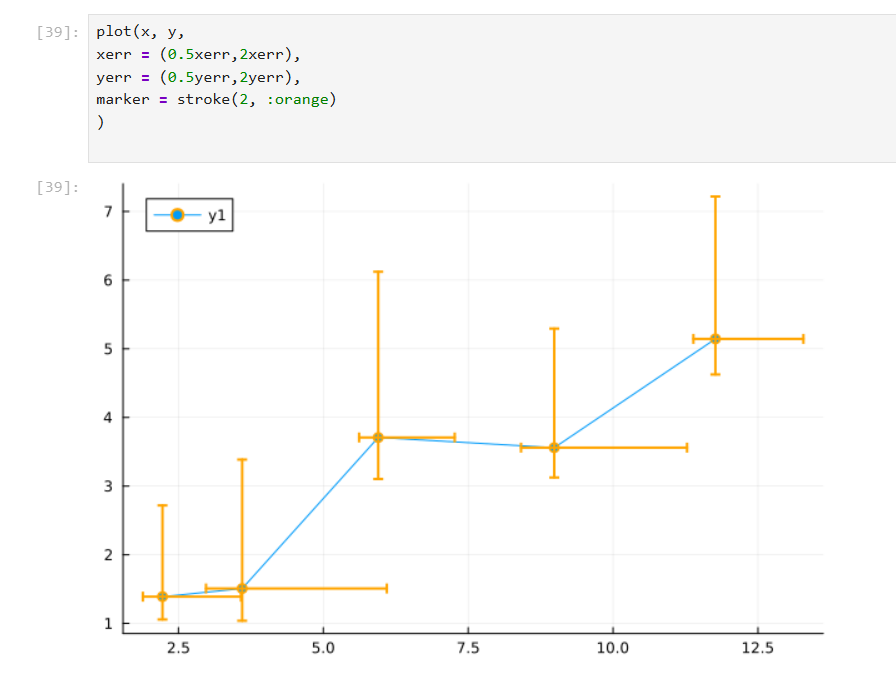 [39]:
plot(x, y,
xerr = (0.5xerr,2xerr),
yerr = (0.5yerr,2yerr),
marker = stroke(2, :orange)
)
[39]:
y1
7
6
5
4
3
2
1
2.5 5.0 7.5 10.0 12.5